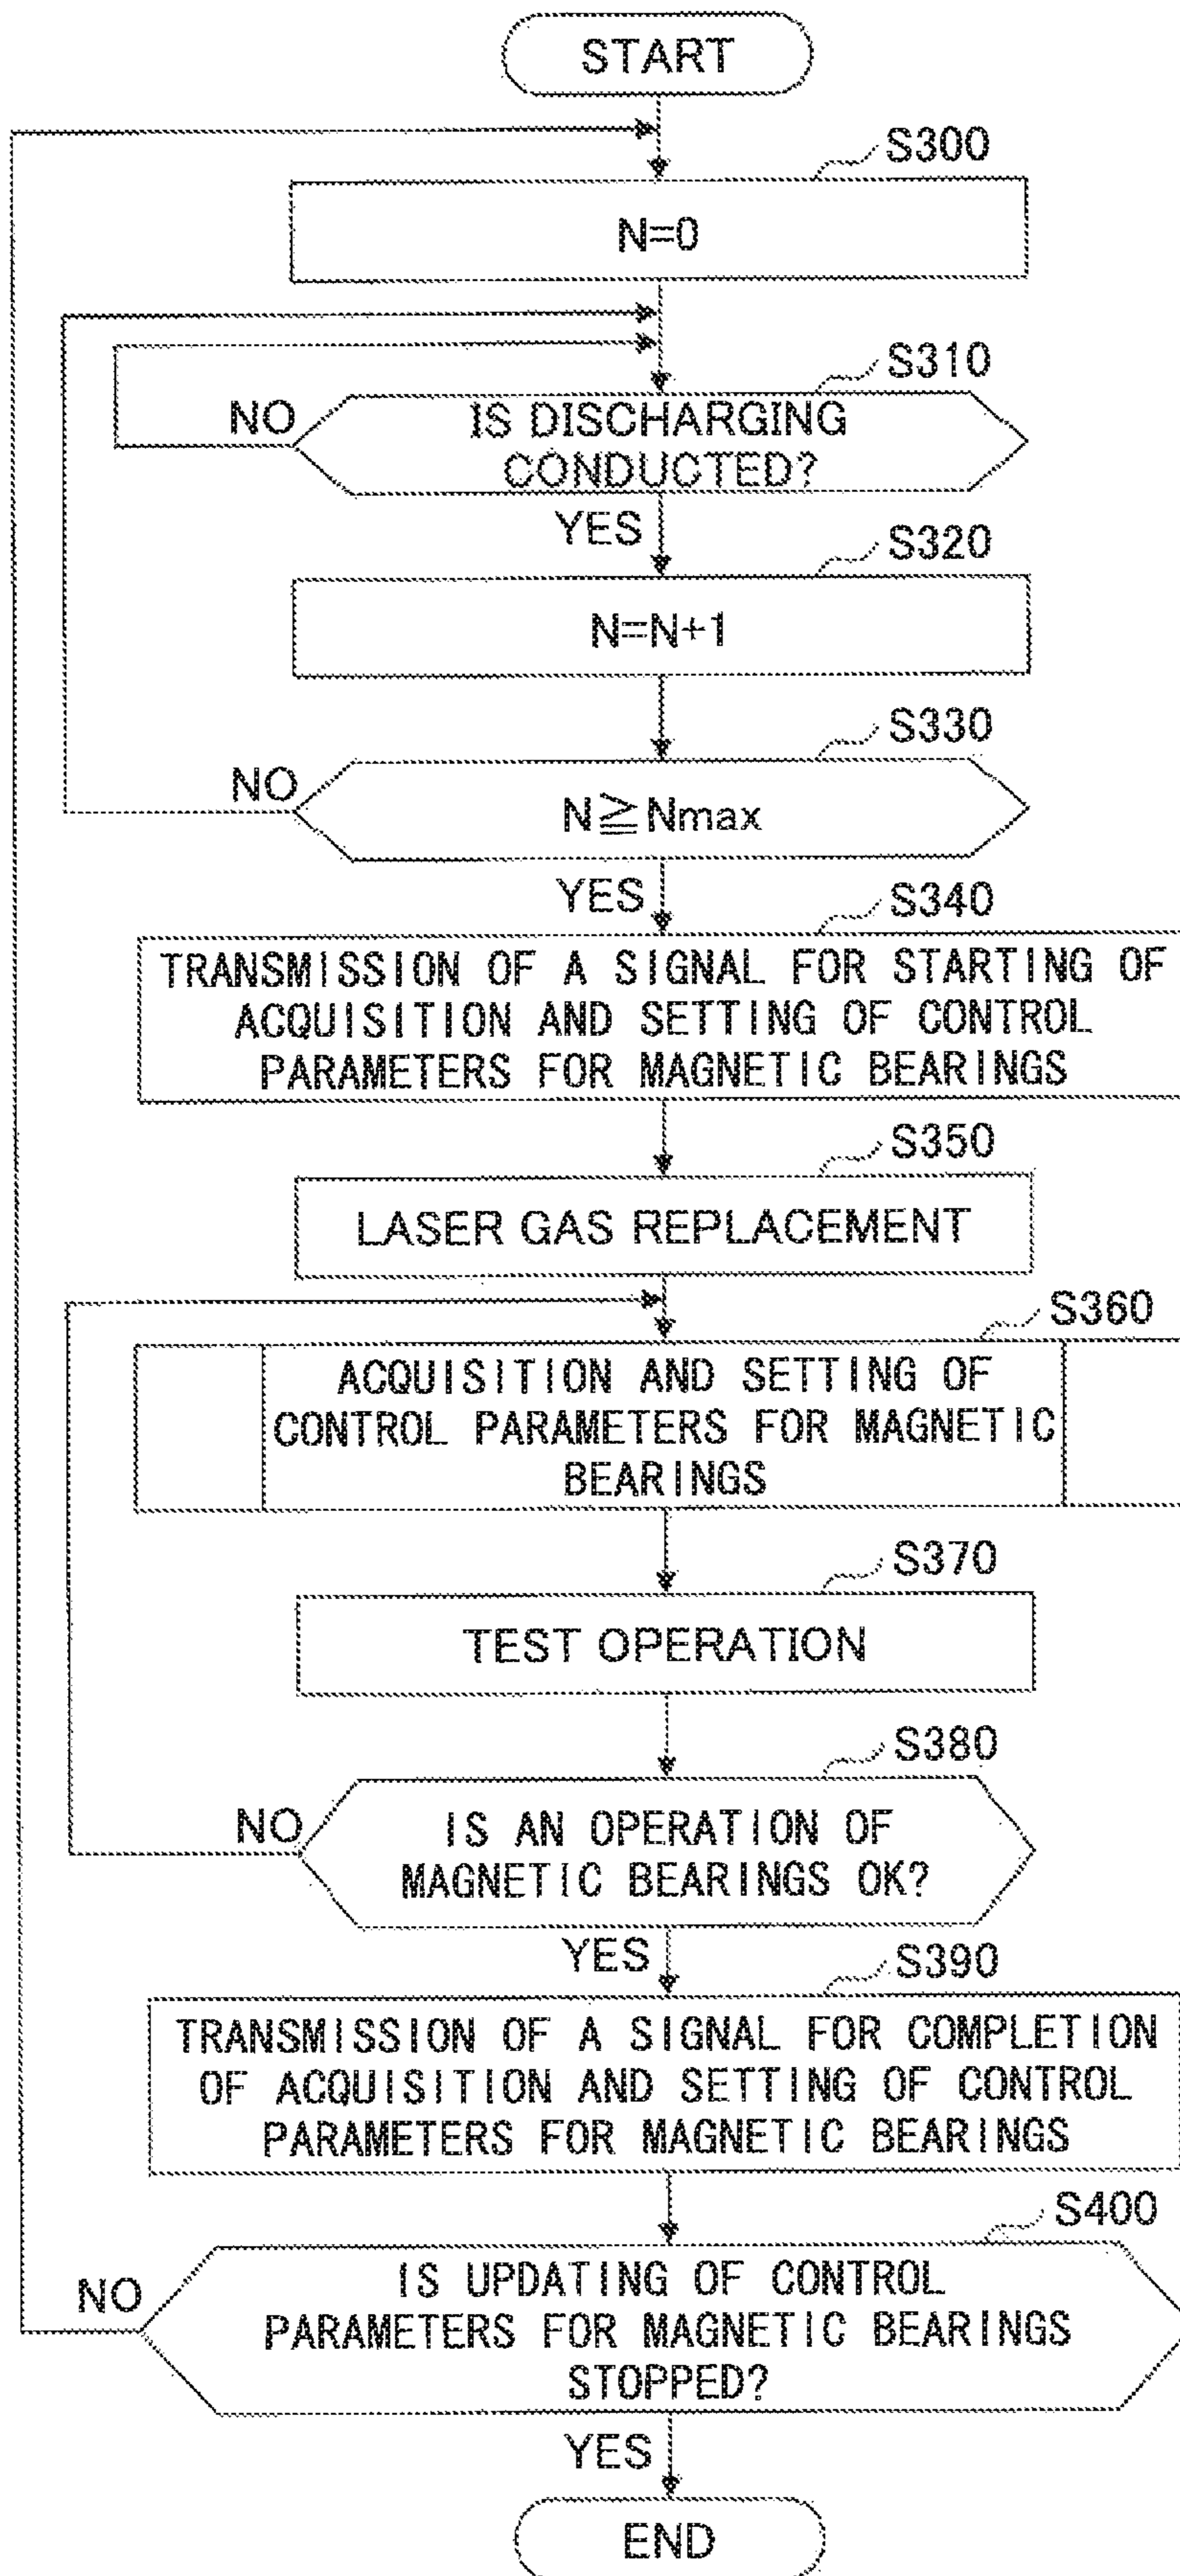 START
S300
N=0
S310
NO
IS DISCHARGING
CONDUCTED?
YES
S320
N=N+1
S330
NO
N≧Nmax
YES
S340
TRANSMISSION OF A SIGNAL FOR STARTING OF
ACQUISITION AND SETTING OF CONTROL
PARAMETERS FOR MAGNETIC BEARINGS
S350
LASER GAS REPLACEMENT
S360
ACQUISITION AND SETTING OF
CONTROL PARAMETERS FOR MAGNETIC
BEARINGS
S370
TEST OPERATION
S380
NO
IS AN OPERATION OF
MAGNETIC BEARINGS OK?
YES
S390
TRANSMISSION OF A SIGNAL FOR COMPLETION
OF ACQUISITION AND SETTING OF CONTROL
PARAMETERS FOR MAGNETIC BEARINGS
S400
NO
IS UPDATING OF CONTROL
PARAMETERS FOR MAGNETIC BEARINGS
STOPPED?
YES
END